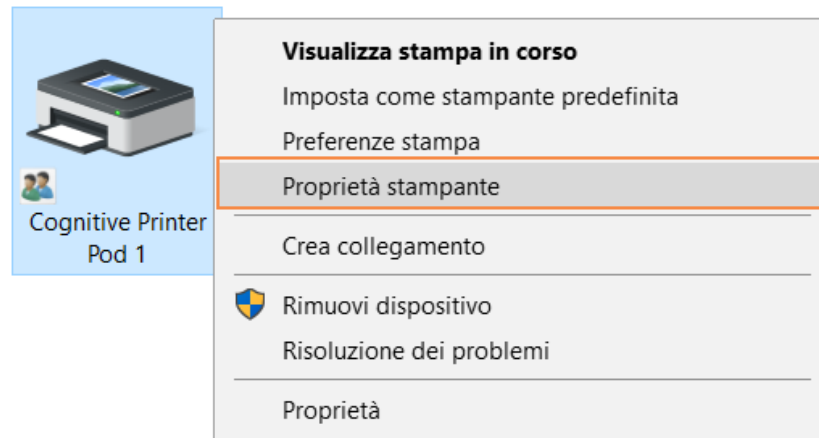 Cognitive Printer
Pod 1
Visualizza stampa in corso
Imposta come stampante predefinita
Preferenze stampa
Proprietà stampante
Crea collegamento
Rimuovi dispositivo
Risoluzione dei problemi
Proprietà